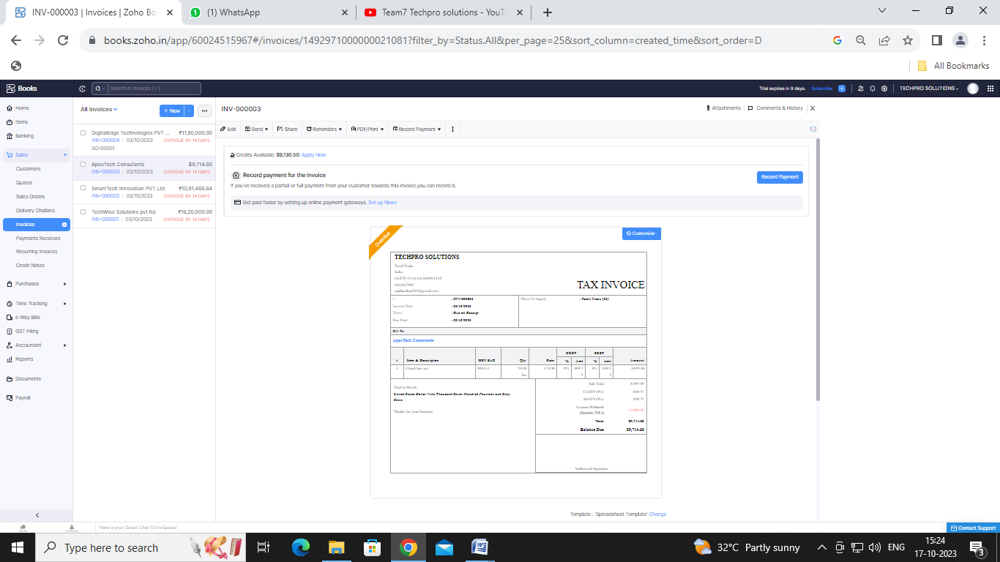 INV-000003 | Invoices | Zoho Bo
(1) WhatsApp
Team7 Techpro solutions - YouT
books.zoho.in/app/60024515967#/invoices/1492971000000021081?filter_by=Status.All&per_page=25&sort_column=created_time&sort_order=D
All Bookmarks
Books
Search in Invoices ( / )
Trial expires in 9 days.
Subscribe
TECHPRO SOLUTIONS
Home
Items
Banking
Sales
Customers
Quotes
Sales Orders
Delivery Challans
Invoices
Payments Received
Recurring Invoices
Credit Notes
Purchases
Time Tracking
e-Way Bills
GST Filing
Accountant
Reports
Documents
Payroll
All Invoices
+ New
DigitalEdge Technologies PVT ... ₹11,80,000.00
INV-000004 | 03/10/2023 OVERDUE BY 14 DAYS
SO-00001
ApexTech Consutants $9,714.60
INV-000003 | 03/10/2023 OVERDUE BY 14 DAYS
SmartTech Innovation PVT Ltd ₹10,81,466.64
INV-000002 | 03/10/2023 OVERDUE BY 14 DAYS
TechWise Solutions pvt ltd ₹16,20,000.00
INV-000001 | 03/10/2023 OVERDUE BY 14 DAYS
INV-000003
Attachments
Comments & History
Edit
Send
Share
Reminders
PDF/Print
Record Payment
Credits Available: $9,130.50 Apply Now
Record payment for the invoice
If you've received a partial or full payment from your customer towards this invoice,you can record it.
Record Payment
Get paid faster by setting up online payment gateways. Set up Now
Overdue
Customize
TECHPRO SOLUTIONS
Tamil Nadu
India
TAX INVOICE
# : INV-000003
Invoice Date : 03/10/2023
Terms : Due on Receipt
Due Date : 03/10/2023
Place Of Supply : Tamil Nadu (33)
Bill To
ApexTech Consutants
CGST SGST
# Item & Description HSN/SAC Qty Rate % Amt % Amt Amount
1 Cloud Service 50.00 179.90 9% 809.55 9% 809.55 8,995.00
Total In Words
United States Dollar Nine Thousand Seven Hundred Fourteen and Sixty
Cents
Thanks for your business.
Sub Total 8,995.00
CGST9 (9%) 809.55
SGST9 (9%) 809.55
Amount Withheld
(Section 194 J) (-) 899.50
Total $9,714.60
Balance Due $9,714.60
Authorized Signature
Template : 'Spreadsheet Template' Change
Chats
Contacts
Here is your Smart Chat (Ctrl+Space)
Contact Support
Type here to search
32°C Partly sunny
ENG
15:24
17-10-2023
3